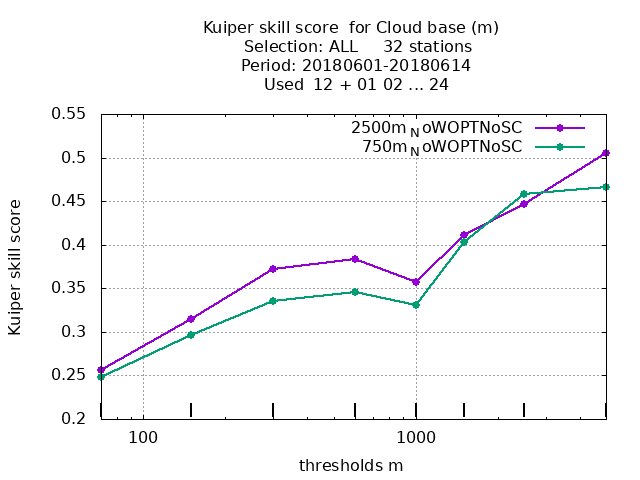 Kuiper skill score  for Cloud base (m)
Selection: ALL     32 stations
Period: 20180601-20180614
Used  12 + 01 02 ... 24
2500m_NoWOPTNoSC
750m_NoWOPTNoSC
0.55
0.5
0.45
0.4
0.35
0.3
0.25
0.2
Kuiper skill score
100
1000
thresholds m